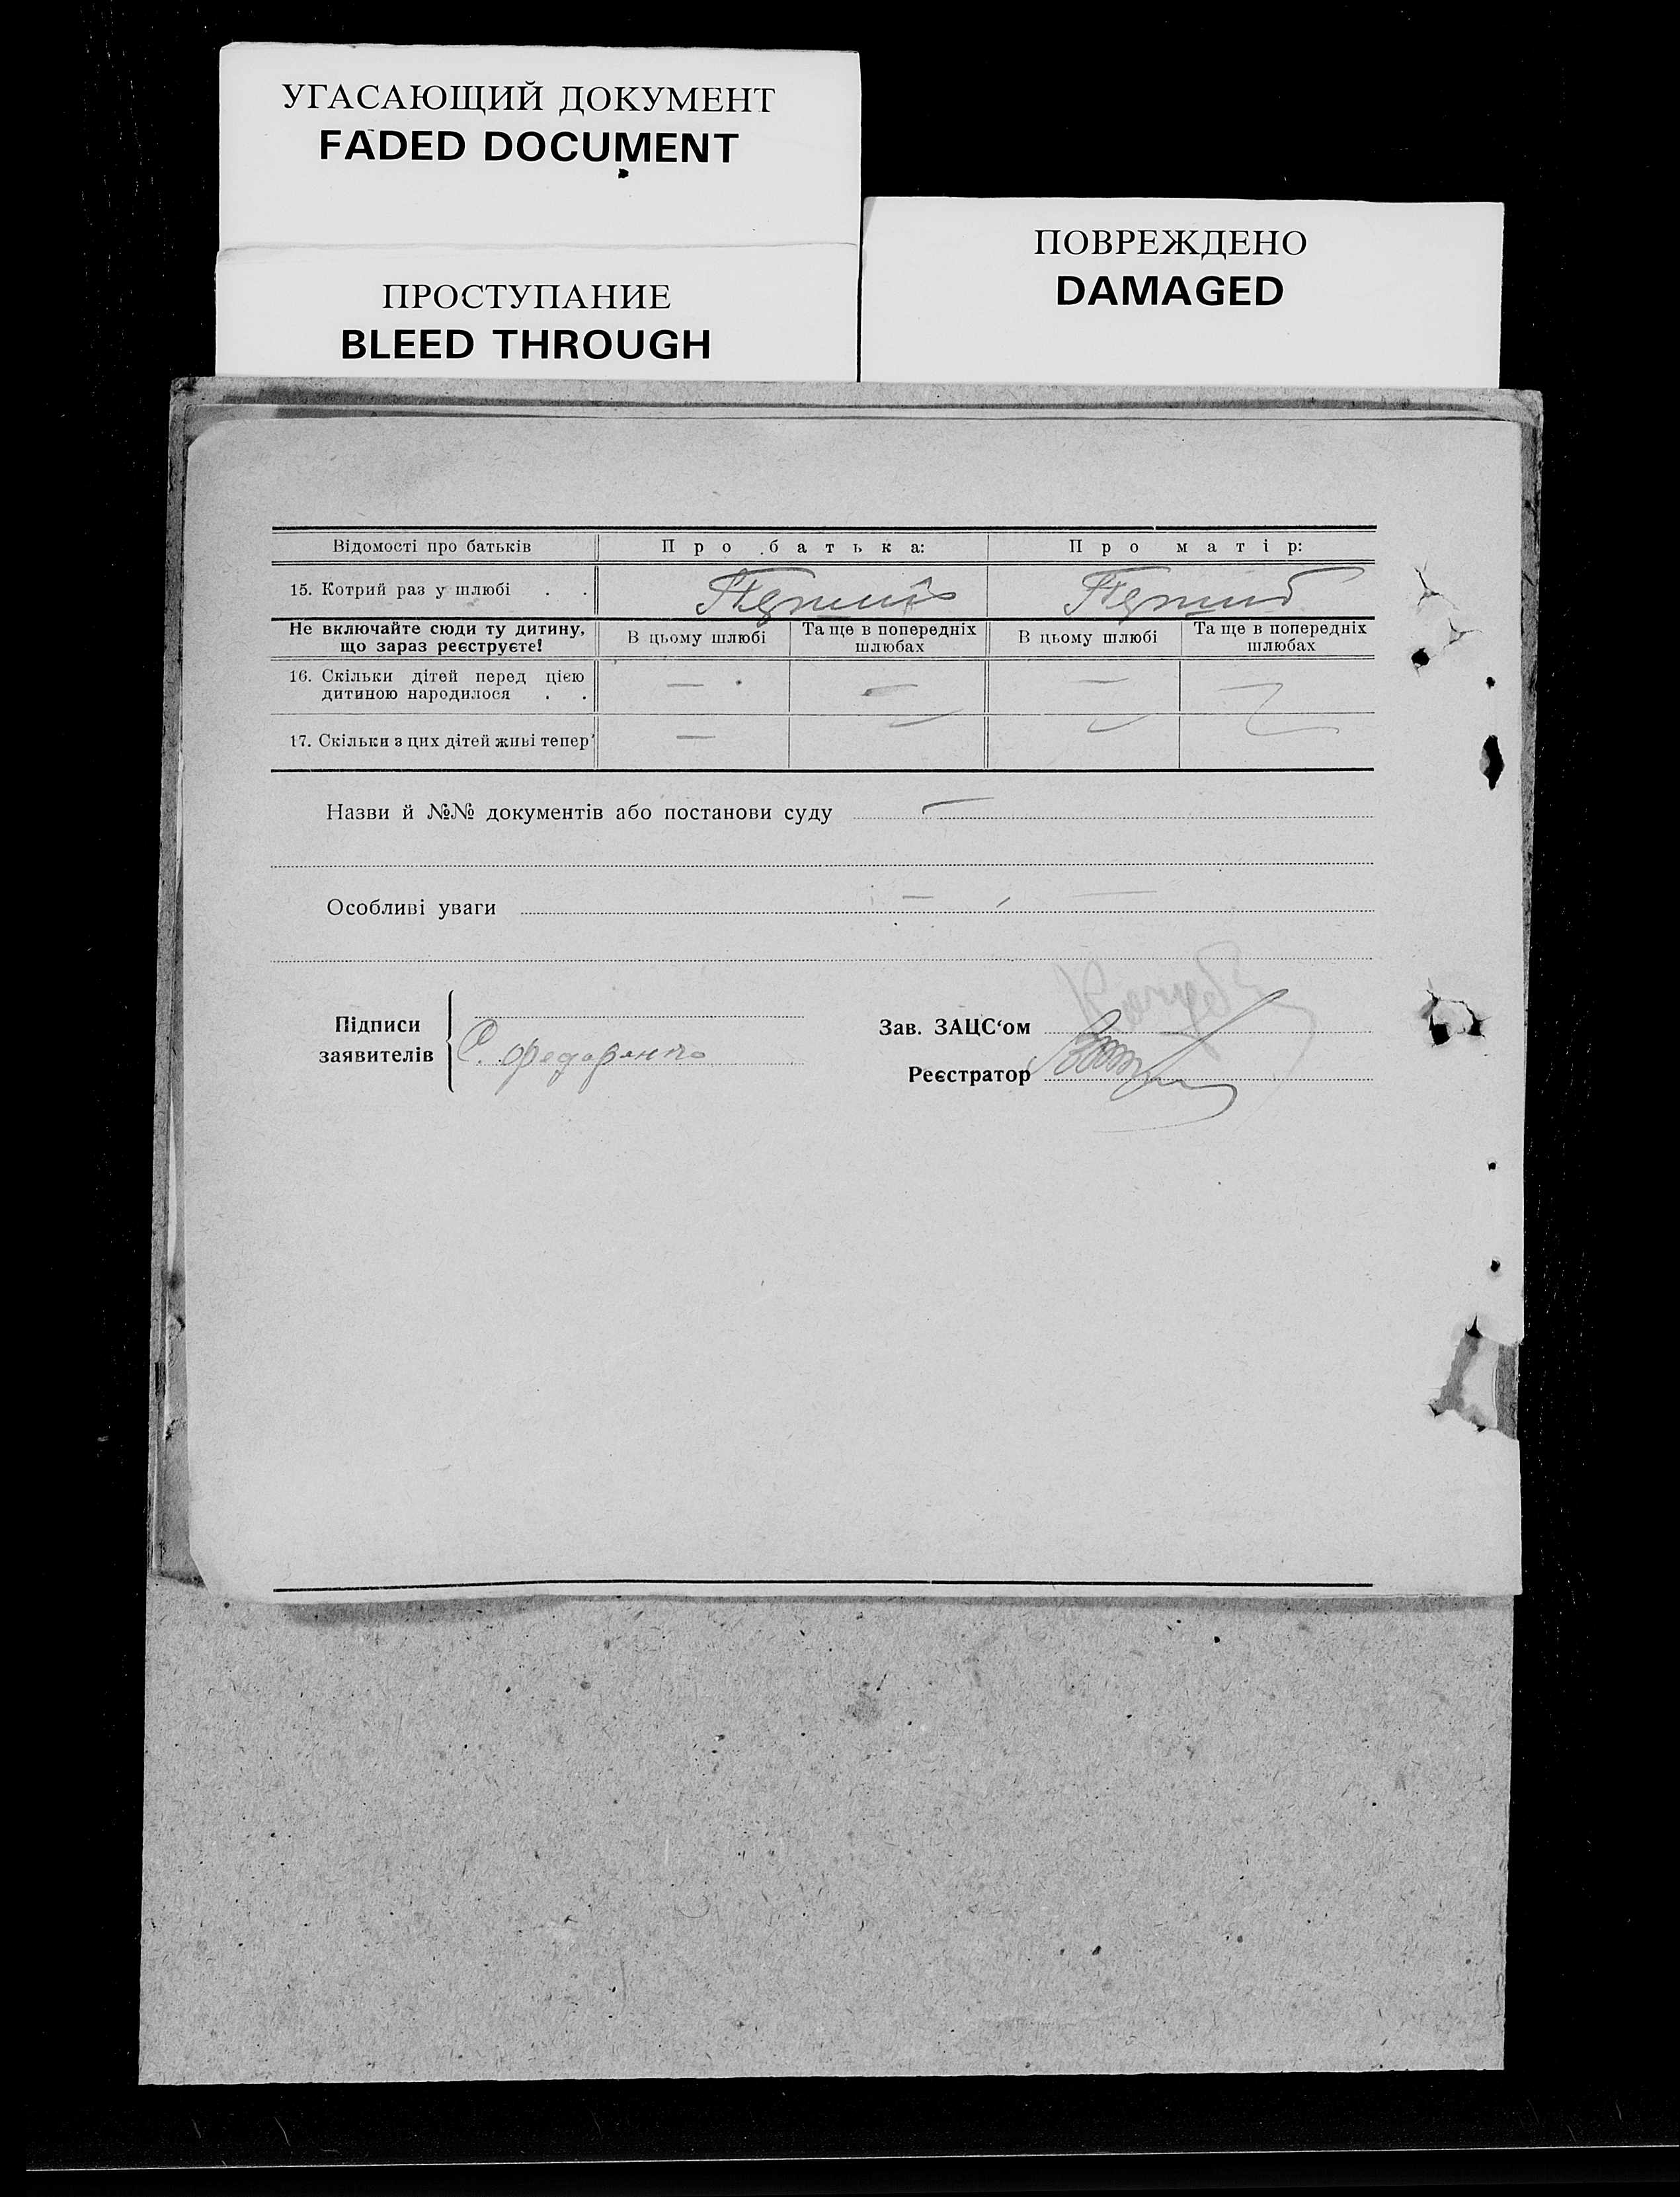 УГАСАЮЩИЙ ДОКУМЕНТ
FADED DOCUMENT
ПРОСТУПАНИЕ
BLEED THROUGH
ПОВРЕЖДЕНО
DAMAGED
Відомості про батьків Про батька: Про матір:
15. Котрий раз у шлюбі . . Перший Перший
Не включайте сюди ту дитину, що зараз реєструєте! В цьому шлюбі Та ще в попередніх шлюбах В цьому шлюбі Та ще в попередніх шлюбах
16. Скільки дітей перед цією
дитиною народилося . . — — —
17. Скільки з цих дітей живі тепер —
Назви й №№ документів або постанови суду —
Особливі уваги — —
Підписи
заявителів
Федоренко
Зав. ЗАЦС‘ом
Реєстратор